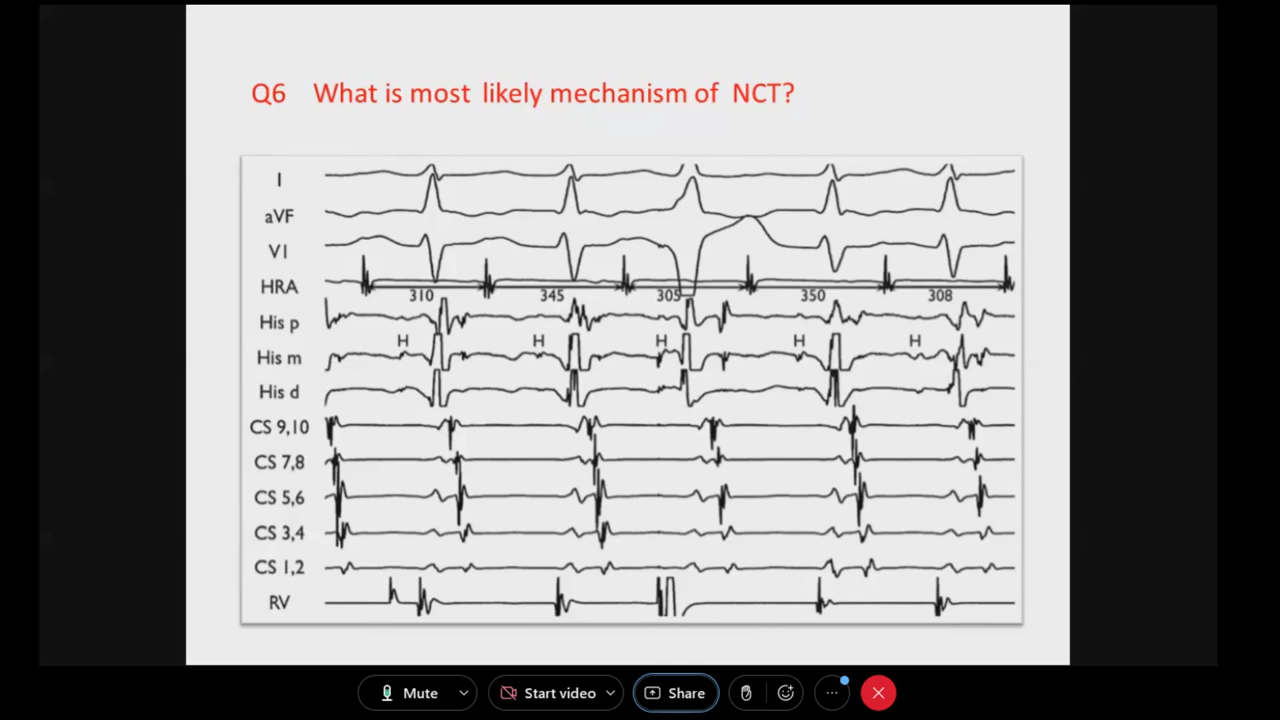 Q6 What is most likely mechanism of NCT?
I
aVF
V1
HRA
310 345 305 350 308
His p
H H H H H
His m
His d
CS 9,10
CS 7,8
CS 5,6
CS 3,4
CS 1,2
RV
Mute Start video Share